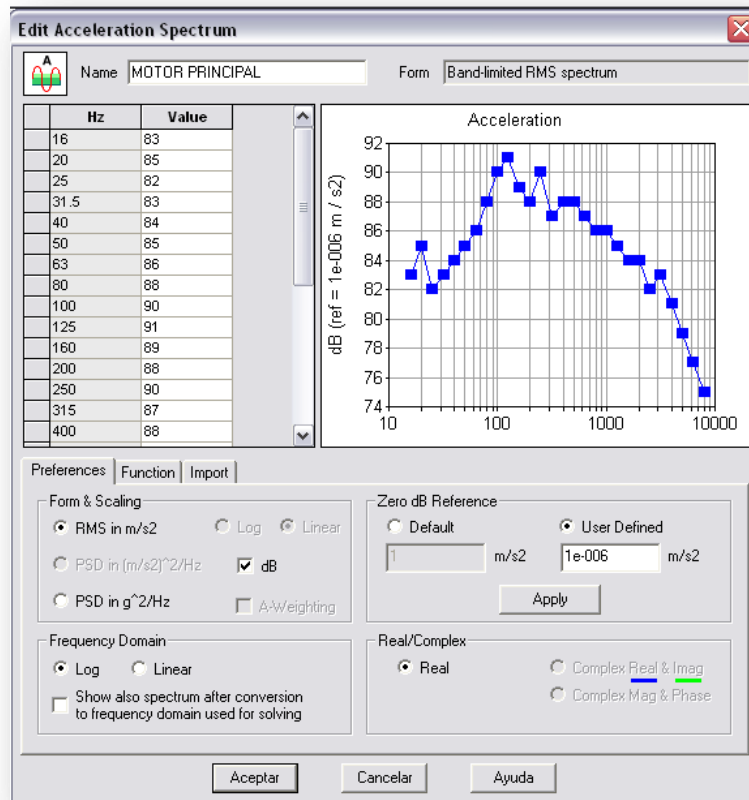 Edit Acceleration Spectrum
A
Name MOTOR PRINCIPAL Form Band-limited RMS spectrum
Hz Value
16 83
20 85
25 82
31.5 83
40 84
50 85
63 86
80 88
100 90
125 91
160 89
200 88
250 90
315 87
400 88
Acceleration
dB (ref = 1e-006 m / s2)
92
90
88
86
84
82
80
78
76
74
10 100 1000 10000
Preferences Function Import
Form & Scaling
RMS in m/s2 Log Linear
PSD in (m/s2)^2/Hz dB
PSD in g^2/Hz A-Weighting
Zero dB Reference
Default User Defined
1 m/s2 1e-006 m/s2
Apply
Frequency Domain
Log Linear
Show also spectrum after conversion
to frequency domain used for solving
Real/Complex
Real Complex Real & Imag
Complex Mag & Phase
Aceptar Cancelar Ayuda